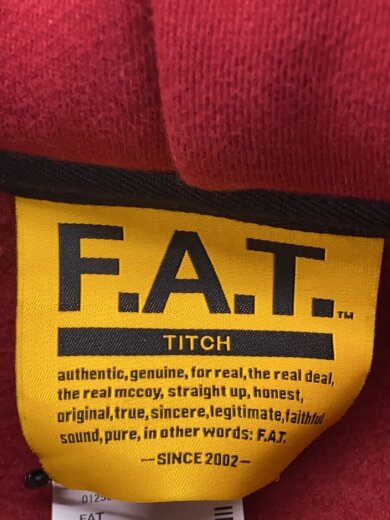 F.A.T.™
TITCH
authentic, genuine, for real, the real deal,
the real mccoy, straight up, honest,
original, true, sincere, legitimate, faithful
sound, pure, in other words: F.A.T.
—SINCE 2002—
FAT